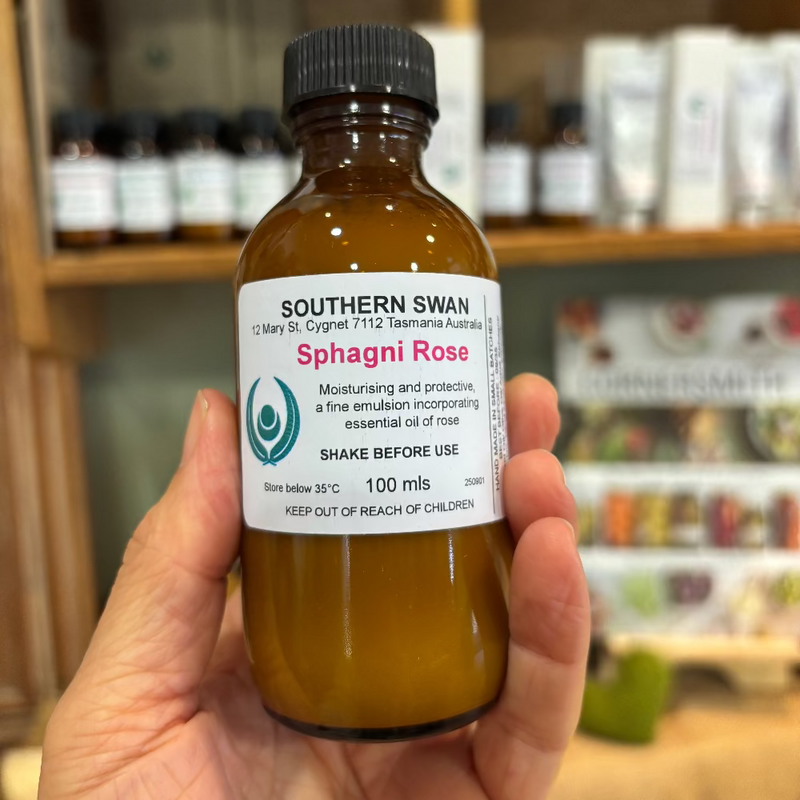 SOUTHERN SWAN
12 Mary St, Cygnet 7112 Tasmania Australia
Sphagni Rose
Moisturising and protective,
a fine emulsion incorporating
essential oil of rose
SHAKE BEFORE USE
Store below 35°C 100 mls 250901
KEEP OUT OF REACH OF CHILDREN
HAND MADE IN SMALL BATCHES
CORNERSMITH